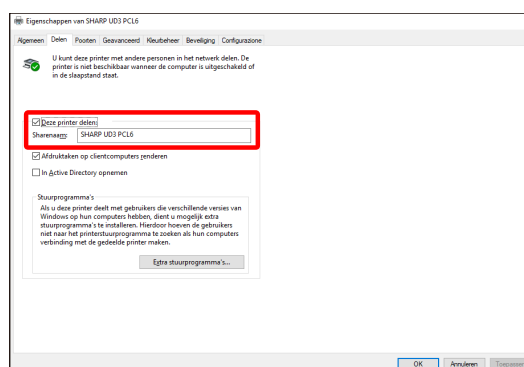 Eigenschappen van SHARP UD3 PCL6
Algemeen Delen Poorten Geavanceerd Kleurbeheer Beveiliging Configurazione
U kunt deze printer met andere personen in het netwerk delen. De
printer is niet beschikbaar wanneer de computer is uitgeschakeld of
in de slaapstand staat.
Deze printer delen:
Sharenaam: SHARP UD3 PCL6
Afdruktaken op clientcomputers renderen
In Active Directory opnemen
Stuurprogramma's
Als u deze printer deelt met gebruikers die verschillende versies van
Windows op hun computers hebben, dient u mogelijk extra
stuurprogramma's te installeren. Hierdoor hoeven de gebruikers
niet naar het printerstuurprogramma te zoeken als hun computers
verbinding met de gedeelde printer maken.
Extra stuurprogramma's...
OK Annuleren Toepassen